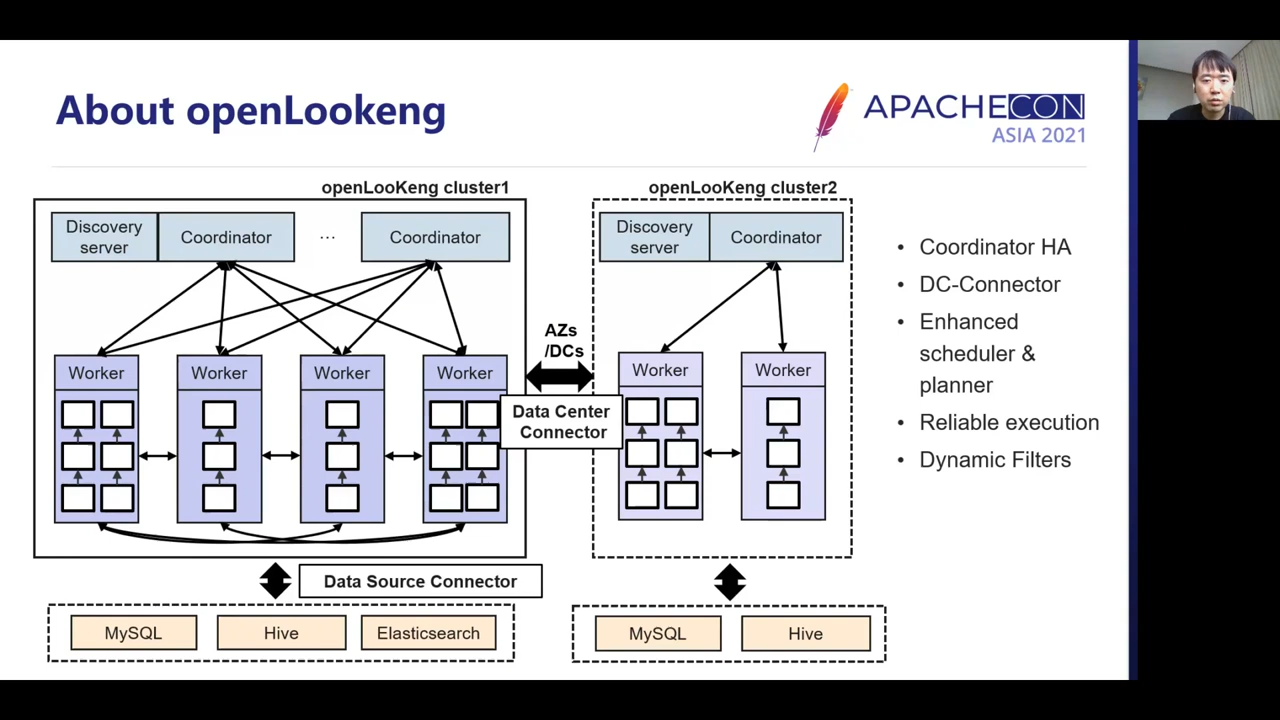 About openLookeng
APACHECON
ASIA 2021
openLooKeng cluster1
Discovery
server
Coordinator
...
Coordinator
Worker
Worker
Worker
Worker
AZs
/DCs
Data Center
Connector
openLooKeng cluster2
Discovery
server
Coordinator
Worker
Worker
Data Source Connector
MySQL
Hive
Elasticsearch
MySQL
Hive
• Coordinator HA
• DC-Connector
• Enhanced
scheduler &
planner
• Reliable execution
• Dynamic Filters